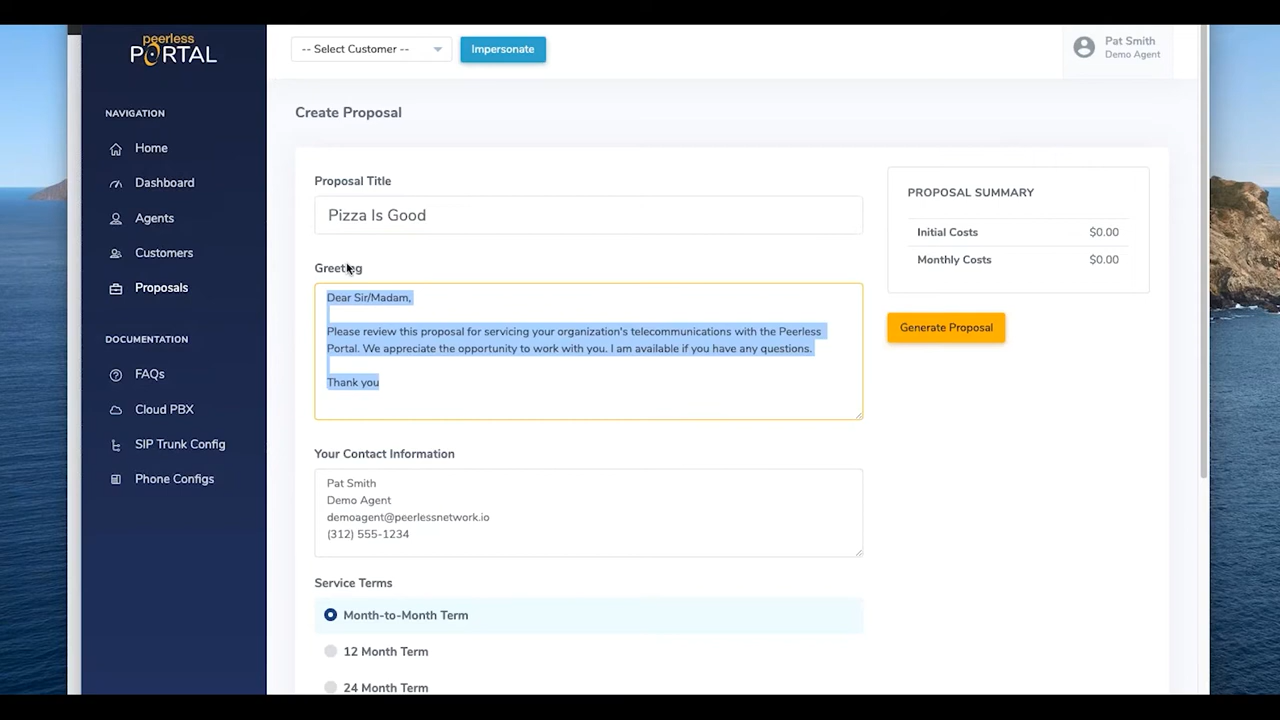 peerless
PORTAL
-- Select Customer --
Impersonate
Pat Smith
Demo Agent
NAVIGATION
Home
Dashboard
Agents
Customers
Proposals
DOCUMENTATION
FAQs
Cloud PBX
SIP Trunk Config
Phone Configs
Create Proposal
Proposal Title
Pizza Is Good
Greeting
Dear Sir/Madam,
Please review this proposal for servicing your organization's telecommunications with the Peerless
Portal. We appreciate the opportunity to work with you. I am available if you have any questions.
Thank you
Your Contact Information
Pat Smith
Demo Agent
demoagent@peerlessnetwork.io
(312) 555-1234
Service Terms
Month-to-Month Term
12 Month Term
24 Month Term
PROPOSAL SUMMARY
Initial Costs $0.00
Monthly Costs $0.00
Generate Proposal